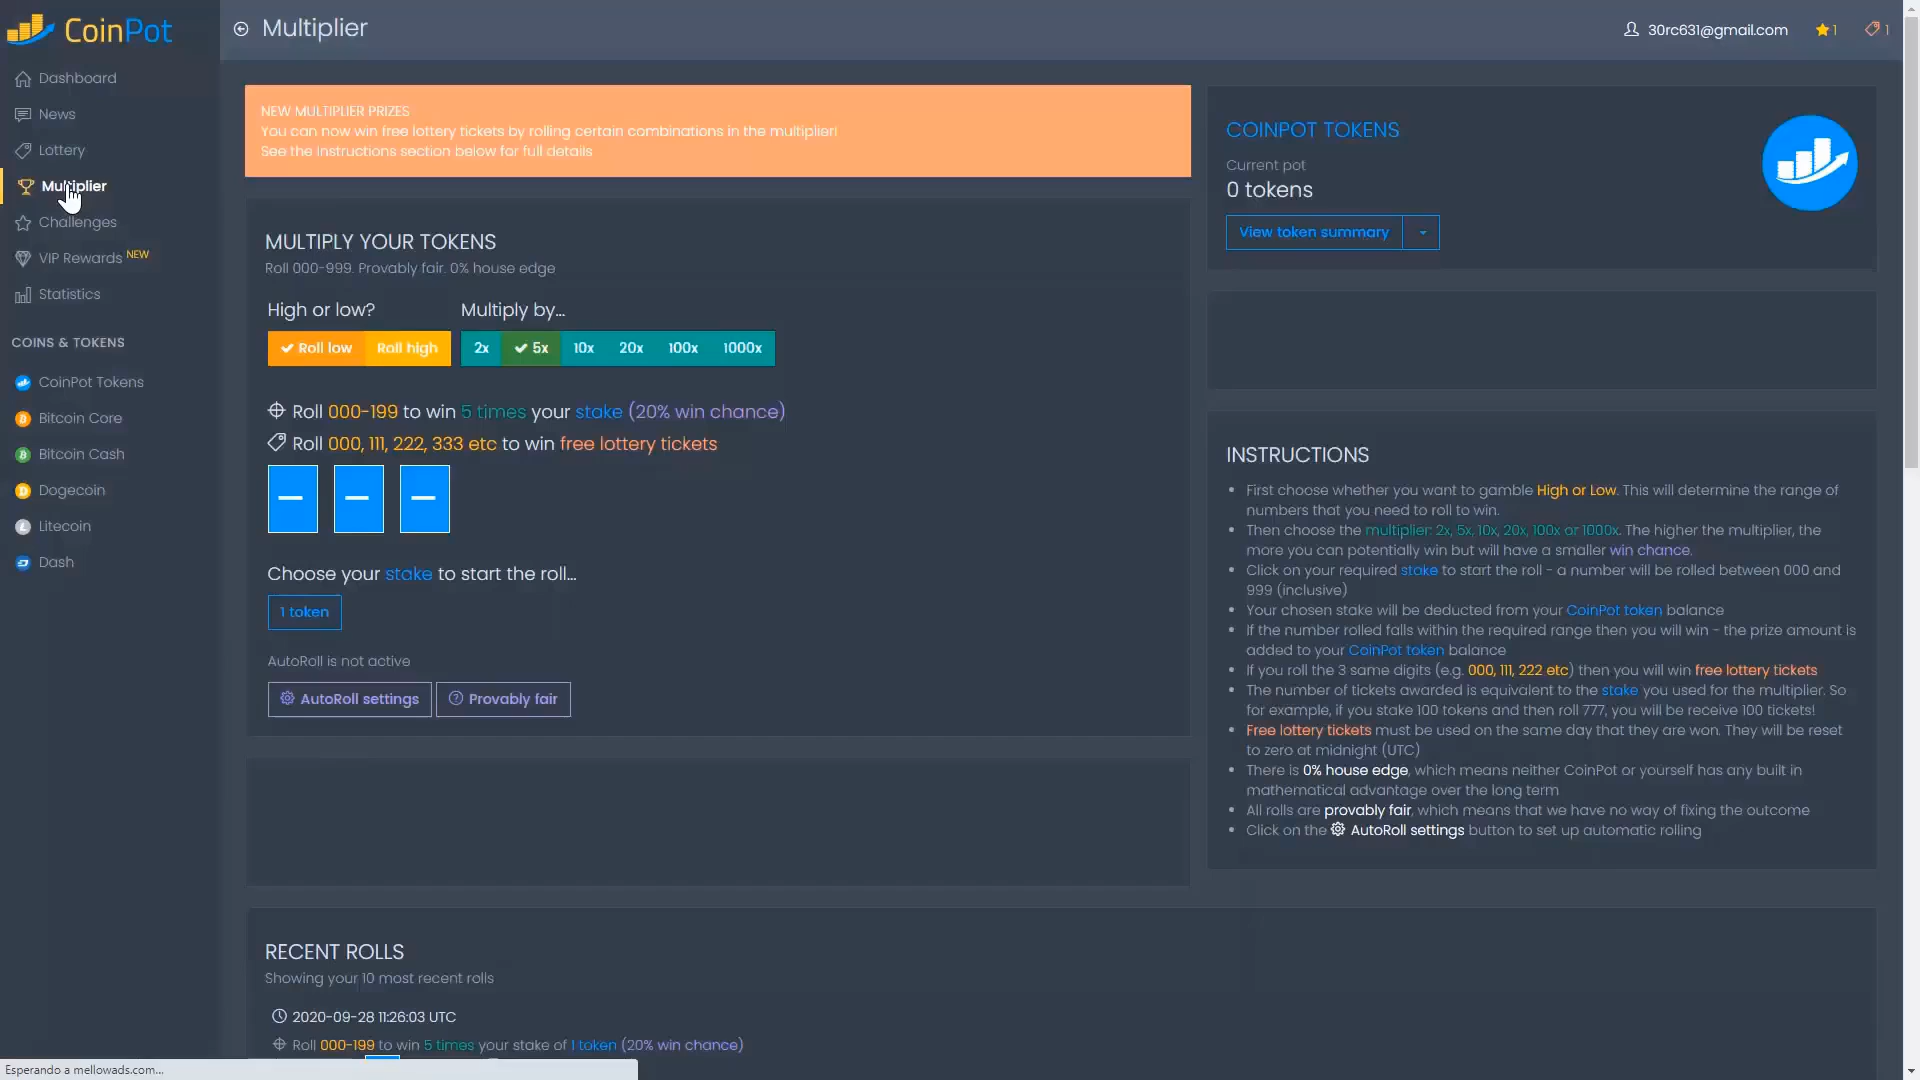 CoinPot
Multiplier
30rc631@gmail.com
1
1
Dashboard
News
Lottery
Multiplier
Challenges
VIP Rewards NEW
Statistics
COINS & TOKENS
CoinPot Tokens
Bitcoin Core
Bitcoin Cash
Dogecoin
Litecoin
Dash
NEW MULTIPLIER PRIZES
You can now win free lottery tickets by rolling certain combinations in the multiplier!
See the instructions section below for full details
MULTIPLY YOUR TOKENS
Roll 000-999. Provably fair. 0% house edge
High or low?
Multiply by...
Roll low Roll high
2x 5x 10x 20x 100x 1000x
Roll 000-199 to win 5 times your stake (20% win chance)
Roll 000, 111, 222, 333 etc to win free lottery tickets
– – –
Choose your stake to start the roll...
1 token
AutoRoll is not active
AutoRoll settings
Provably fair
RECENT ROLLS
Showing your 10 most recent rolls
2020-09-28 11:26:03 UTC
Roll 000-199 to win 5 times your stake of 1 token (20% win chance)
COINPOT TOKENS
Current pot
0 tokens
View token summary
INSTRUCTIONS
• First choose whether you want to gamble High or Low. This will determine the range of
numbers that you need to roll to win.
• Then choose the multiplier: 2x, 5x, 10x, 20x, 100x or 1000x. The higher the multiplier, the
more you can potentially win but will have a smaller win chance.
• Click on your required stake to start the roll - a number will be rolled between 000 and
999 (inclusive)
• Your chosen stake will be deducted from your CoinPot token balance
• If the number rolled falls within the required range then you will win - the prize amount is
added to your CoinPot token balance
• If you roll the 3 same digits (e.g. 000, 111, 222 etc) then you will win free lottery tickets
• The number of tickets awarded is equivalent to the stake you used for the multiplier. So
for example, if you stake 100 tokens and then roll 777, you will be receive 100 tickets!
• Free lottery tickets must be used on the same day that they are won. They will be reset
to zero at midnight (UTC)
• There is 0% house edge, which means neither CoinPot or yourself has any built in
mathematical advantage over the long term
• All rolls are provably fair, which means that we have no way of fixing the outcome
• Click on the AutoRoll settings button to set up automatic rolling
Esperando a mellowads.com...